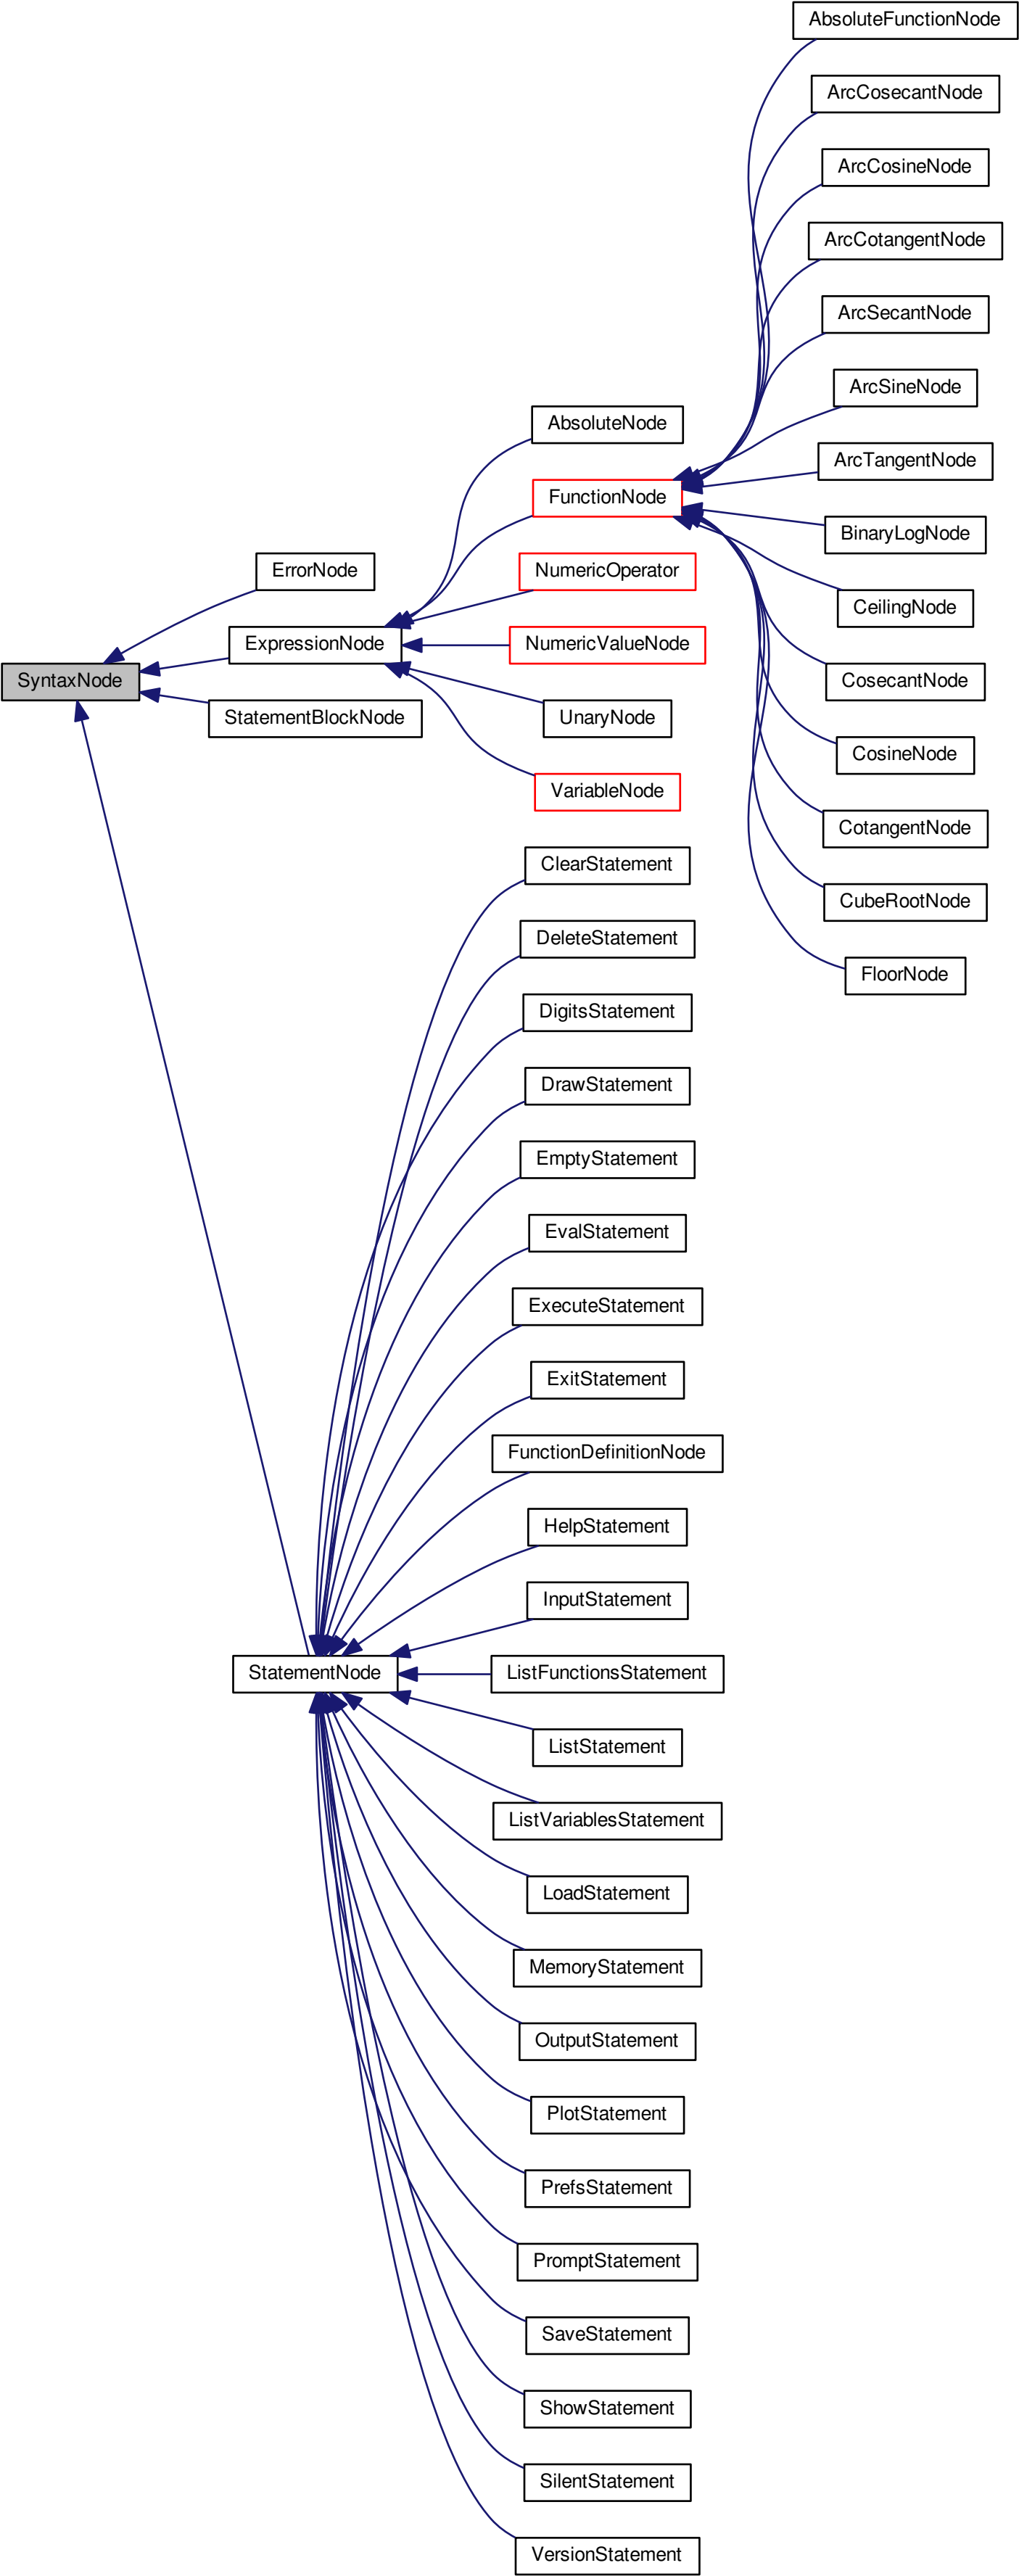 AbsoluteFunctionNode
ArcCosecantNode
ArcCosineNode
ArcCotangentNode
ArcSecantNode
ArcSineNode
AbsoluteNode
ArcTangentNode
FunctionNode
BinaryLogNode
ErrorNode
NumericOperator
CeilingNode
ExpressionNode
NumericValueNode
SyntaxNode
CosecantNode
StatementBlockNode
UnaryNode
CosineNode
VariableNode
CotangentNode
ClearStatement
CubeRootNode
DeleteStatement
FloorNode
DigitsStatement
DrawStatement
EmptyStatement
EvalStatement
ExecuteStatement
ExitStatement
FunctionDefinitionNode
HelpStatement
InputStatement
StatementNode
ListFunctionsStatement
ListStatement
ListVariablesStatement
LoadStatement
MemoryStatement
OutputStatement
PlotStatement
PrefsStatement
PromptStatement
SaveStatement
ShowStatement
SilentStatement
VersionStatement